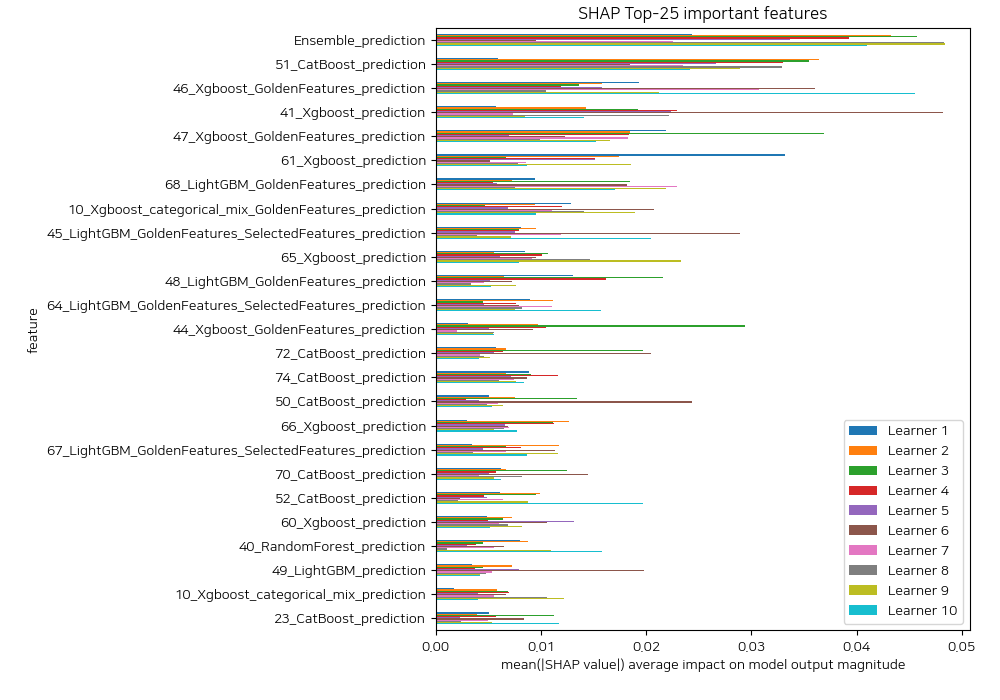 SHAP Top-25 important features
Ensemble_prediction
51_CatBoost_prediction
46_Xgboost_GoldenFeatures_prediction
41_Xgboost_prediction
47_Xgboost_GoldenFeatures_prediction
61_Xgboost_prediction
68_LightGBM_GoldenFeatures_prediction
10_Xgboost_categorical_mix_GoldenFeatures_prediction
45_LightGBM_GoldenFeatures_SelectedFeatures_prediction
65_Xgboost_prediction
48_LightGBM_GoldenFeatures_prediction
64_LightGBM_GoldenFeatures_SelectedFeatures_prediction
44_Xgboost_GoldenFeatures_prediction
72_CatBoost_prediction
74_CatBoost_prediction
50_CatBoost_prediction
66_Xgboost_prediction
67_LightGBM_GoldenFeatures_SelectedFeatures_prediction
70_CatBoost_prediction
52_CatBoost_prediction
60_Xgboost_prediction
40_RandomForest_prediction
49_LightGBM_prediction
10_Xgboost_categorical_mix_prediction
23_CatBoost_prediction
feature
Learner 1
Learner 2
Learner 3
Learner 4
Learner 5
Learner 6
Learner 7
Learner 8
Learner 9
Learner 10
0.00 0.01 0.02 0.03 0.04 0.05
mean(|SHAP value|) average impact on model output magnitude